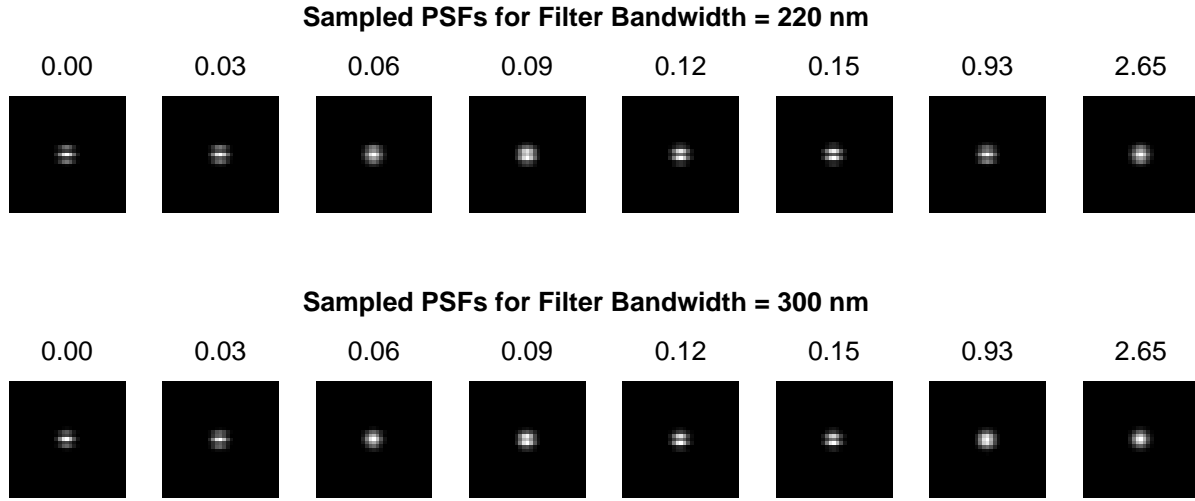 Sampled PSFs for Filter Bandwidth = 220 nm
0.00 0.03 0.06 0.09 0.12 0.15 0.93 2.65
Sampled PSFs for Filter Bandwidth = 300 nm
0.00 0.03 0.06 0.09 0.12 0.15 0.93 2.65